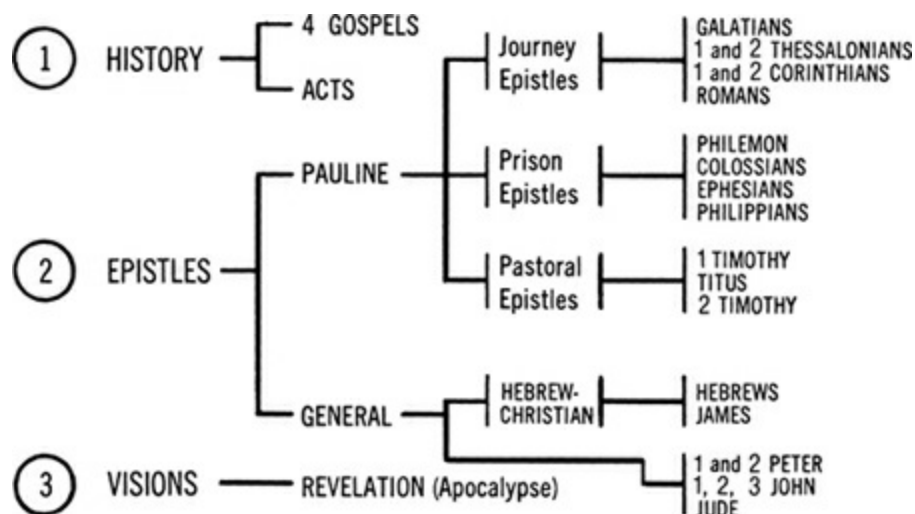 1 HISTORY
4 GOSPELS
ACTS
2 EPISTLES
PAULINE
Journey
Epistles
GALATIANS
1 and 2 THESSALONIANS
1 and 2 CORINTHIANS
ROMANS
Prison
Epistles
PHILEMON
COLOSSIANS
EPHESIANS
PHILIPPIANS
Pastoral
Epistles
1 TIMOTHY
TITUS
2 TIMOTHY
GENERAL
HEBREW-
CHRISTIAN
HEBREWS
JAMES
1 and 2 PETER
1, 2, 3 JOHN
JUDE
3 VISIONS
REVELATION (Apocalypse)